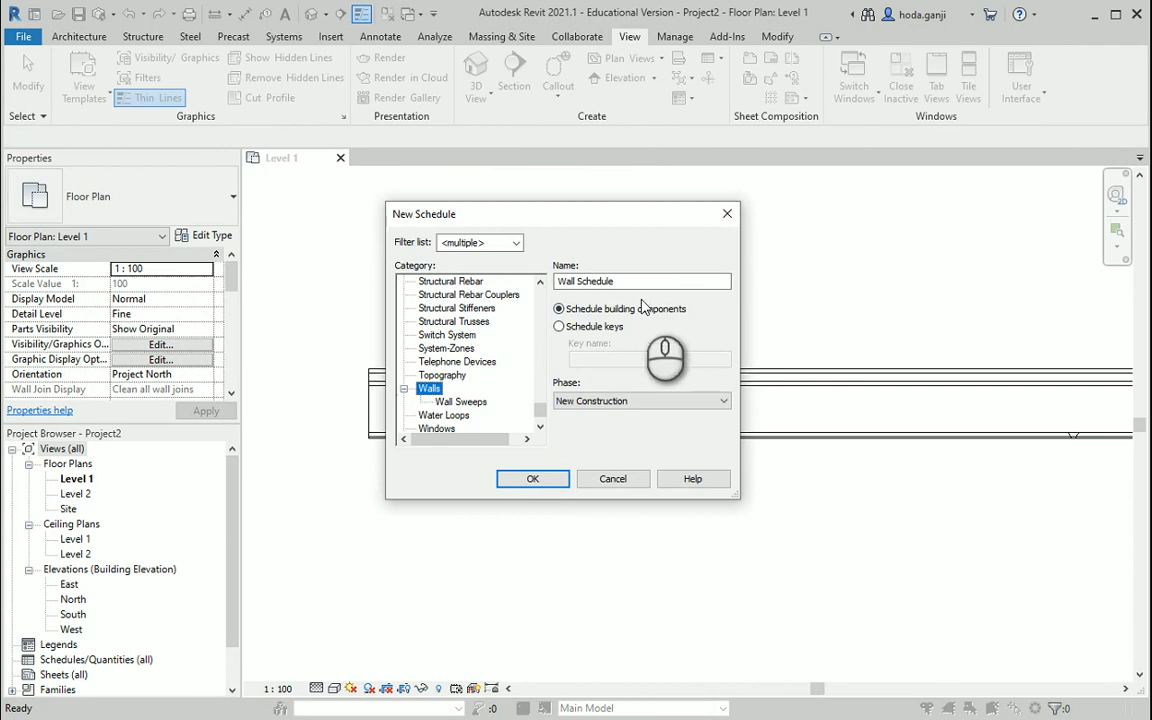 Autodesk Revit 2021.1 - Educational Version - Project2 - Floor Plan: Level 1
hoda.ganji
File Architecture Structure Steel Precast Systems Insert Annotate Analyze Massing & Site Collaborate View Manage Add-Ins Modify
Modify
View Templates
Visibility/ Graphics
Filters
Thin Lines
Show Hidden Lines
Remove Hidden Lines
Cut Profile
Render
Render in Cloud
Render Gallery
3D View
Section
Callout
Plan Views
Elevation
Switch Windows
Close Inactive
Tab Views
Tile Views
User Interface
Select Graphics Presentation Create Sheet Composition Windows
Properties
Floor Plan
Floor Plan: Level 1
Edit Type
Graphics
View Scale 1 : 100
Scale Value 1: 100
Display Model Normal
Detail Level Fine
Parts Visibility Show Original
Visibility/Graphics O... Edit...
Graphic Display Opt... Edit...
Orientation Project North
Wall Join Display Clean all wall joins
Properties help Apply
Project Browser - Project2
Views (all)
Floor Plans
Level 1
Level 2
Site
Ceiling Plans
Level 1
Level 2
Elevations (Building Elevation)
East
North
South
West
Legends
Schedules/Quantities (all)
Sheets (all)
Families
Level 1
New Schedule
Filter list: <multiple>
Category:
Structural Rebar
Structural Rebar Couplers
Structural Stiffeners
Structural Trusses
Switch System
System-Zones
Telephone Devices
Topography
Walls
Wall Sweeps
Water Loops
Windows
Name:
Wall Schedule
Schedule building components
Schedule keys
Key name:
Phase:
New Construction
OK Cancel Help
2D
1 : 100
Ready
:0
Main Model
:0